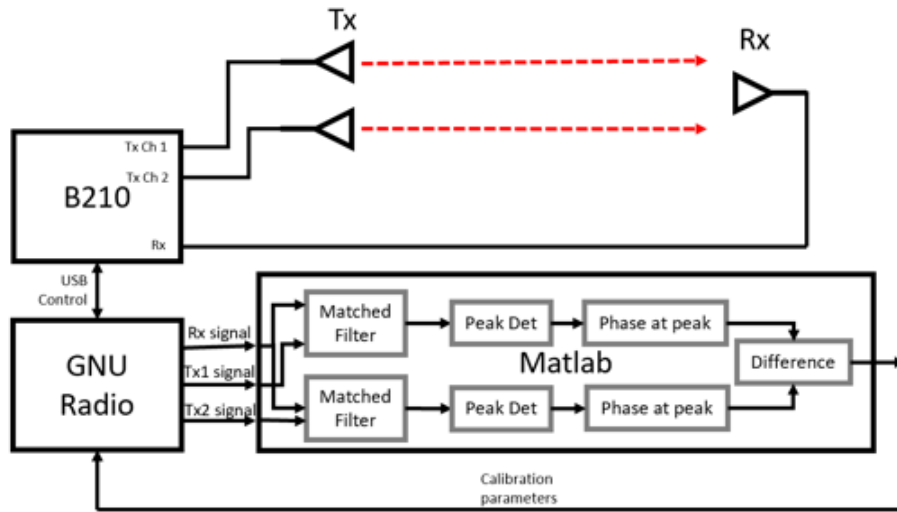 Tx
Rx
Tx Ch 1
Tx Ch 2
B210
Rx
USB
Control
GNU
Radio
Rx signal
Tx1 signal
Tx2 signal
Matched
Filter
Peak Det
Phase at peak
Matlab
Difference
Matched
Filter
Peak Det
Phase at peak
Calibration
parameters